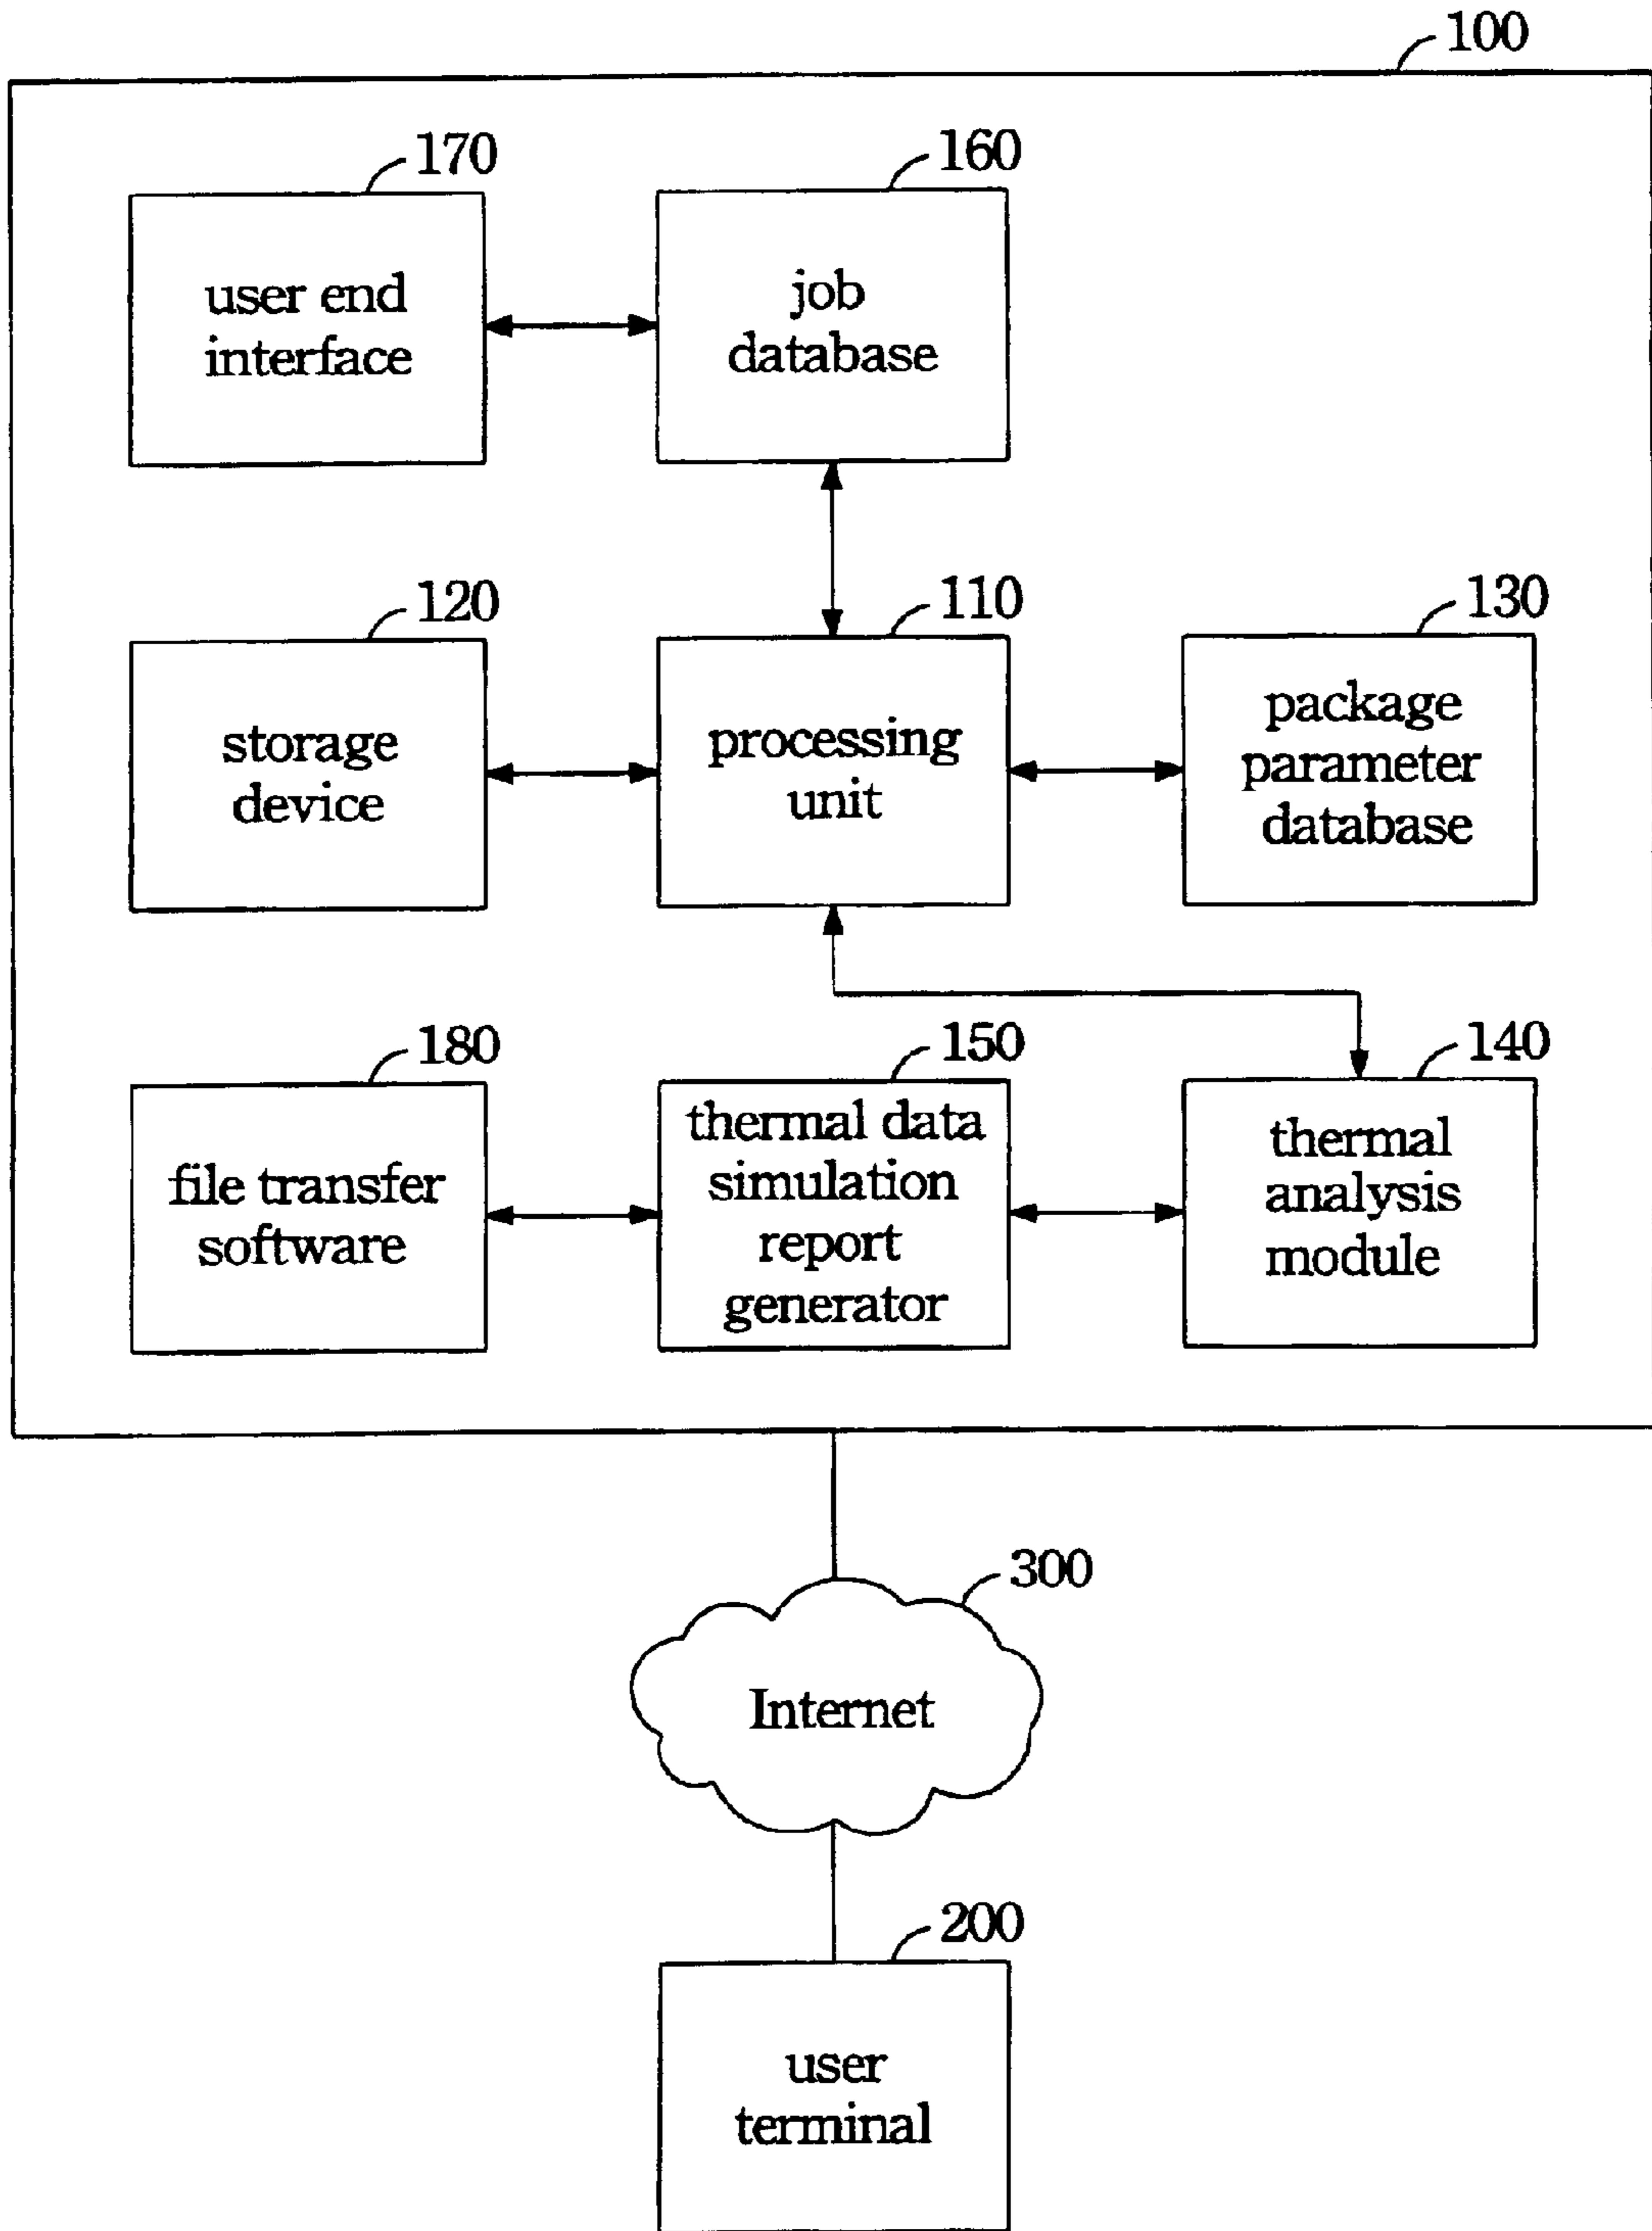 100
170
160
user end
interface
job
database
120
110
130
storage
device
processing
unit
package
parameter
database
180
150
140
file transfer
software
thermal data
simulation
report
generator
thermal
analysis
module
300
Internet
200
user
terminal